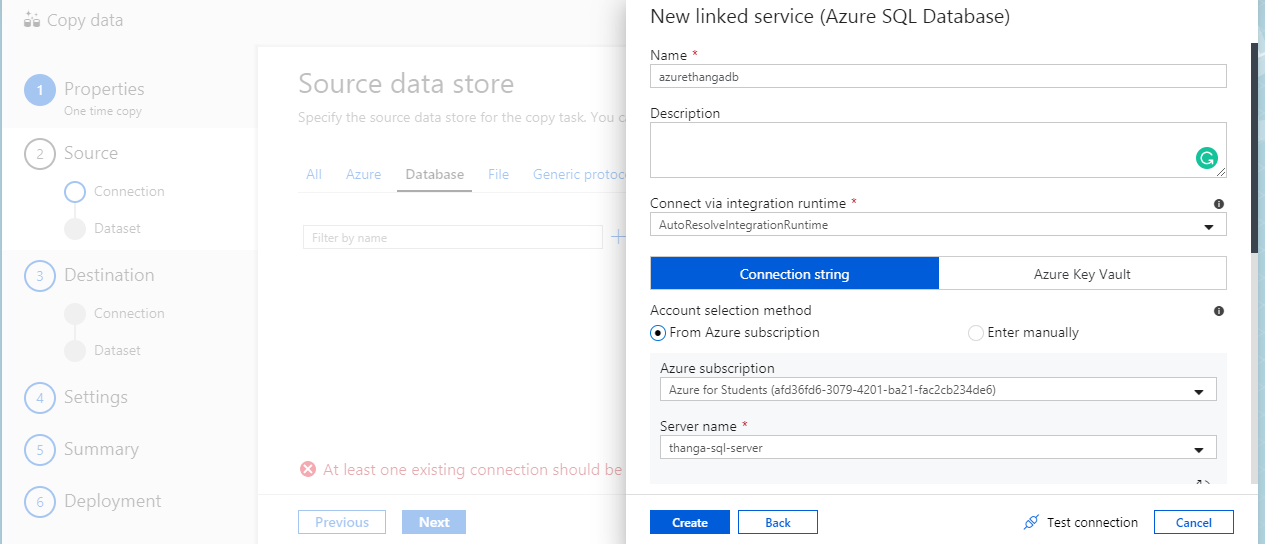 Copy data
1 Properties
One time copy
2 Source
Connection
Dataset
3 Destination
Connection
Dataset
4 Settings
5 Summary
6 Deployment
Source data store
Specify the source data store for the copy task. You c
All Azure Database File Generic protoc
Filter by name
At least one existing connection should be
Previous Next
New linked service (Azure SQL Database)
Name *
azurethangadb
Description
Connect via integration runtime *
AutoResolveIntegrationRuntime
Connection string Azure Key Vault
Account selection method
From Azure subscription Enter manually
Azure subscription
Azure for Students (afd36fd6-3079-4201-ba21-fac2cb234de6)
Server name *
thanga-sql-server
Create Back Test connection Cancel